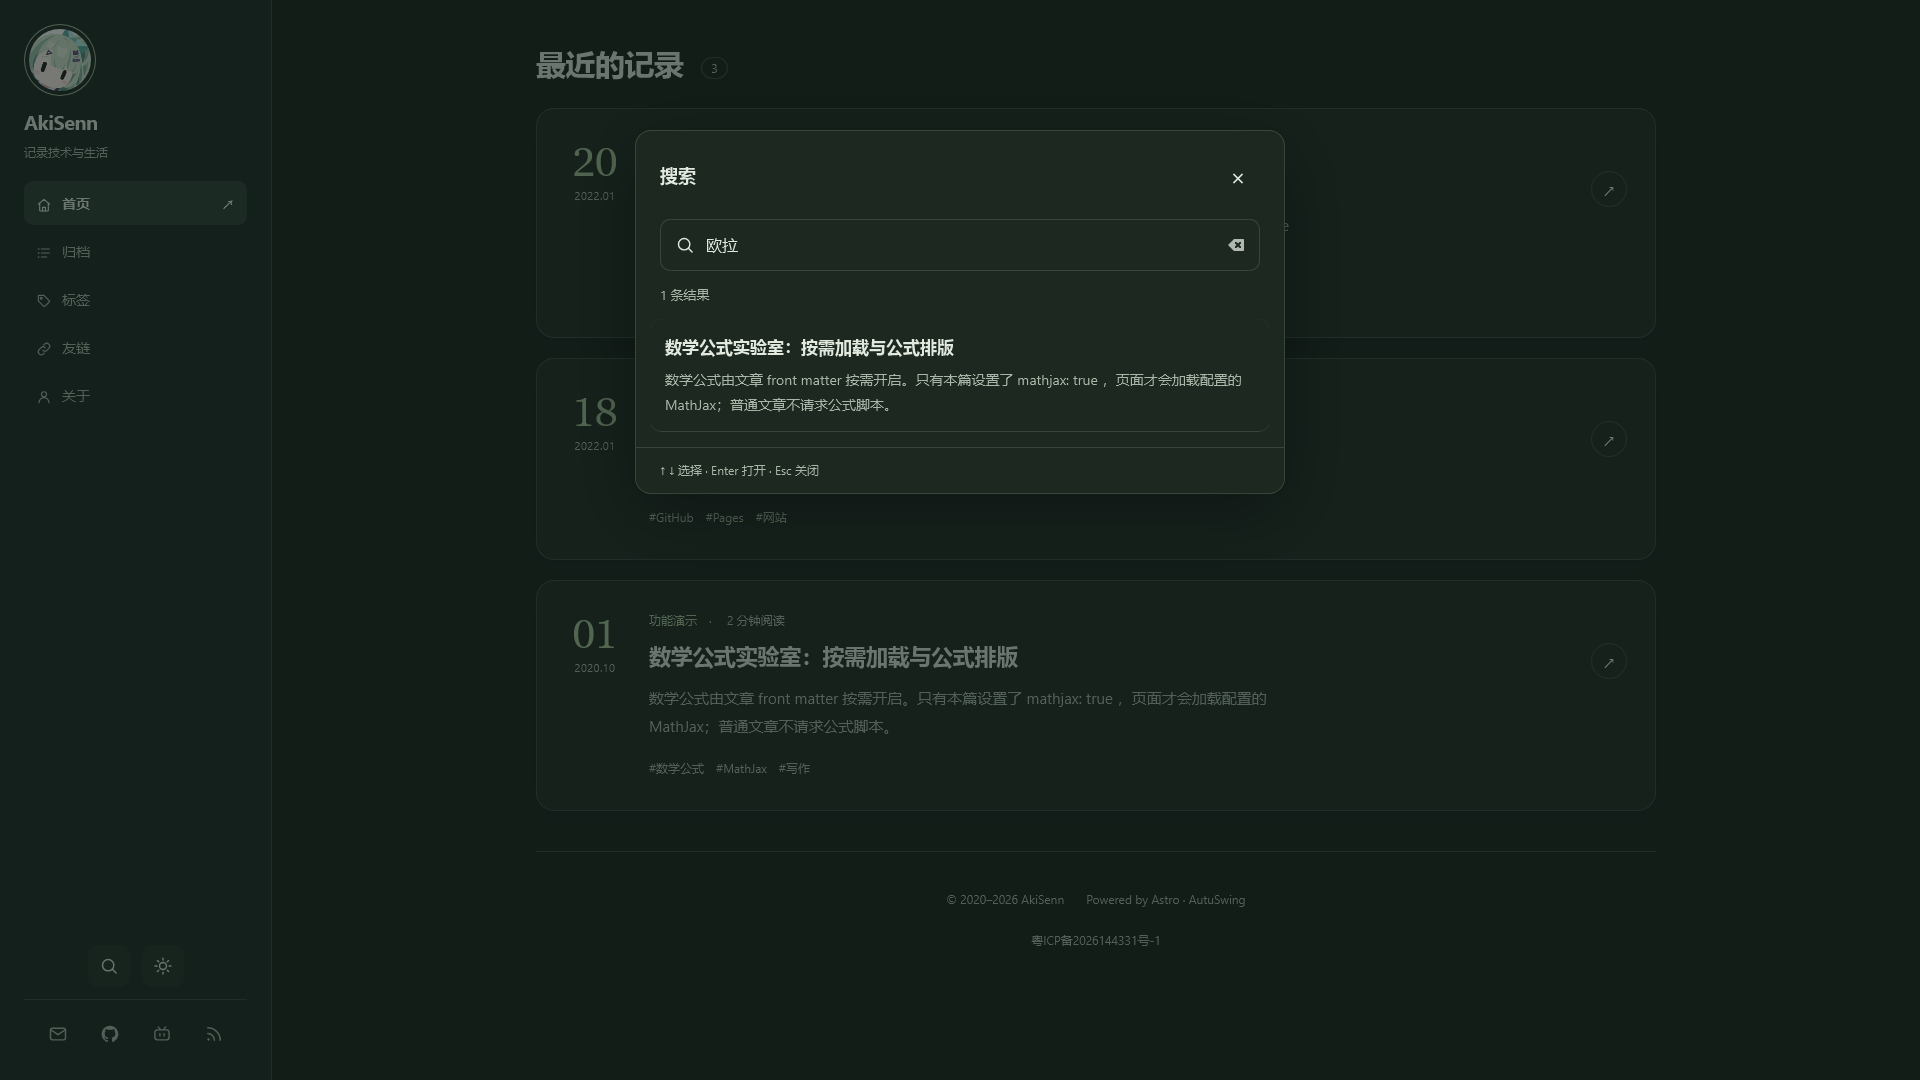 AkiSenn
记录技术与生活
首页
归档
标签
友链
关于
最近的记录 3
20
2022.01
18
2022.01
#GitHub #Pages #网站
搜索
欧拉
1 条结果
数学公式实验室：按需加载与公式排版
数学公式由文章 front matter 按需开启。只有本篇设置了 mathjax: true ，页面才会加载配置的
MathJax；普通文章不请求公式脚本。
↑↓ 选择 · Enter 打开 · Esc 关闭
01
2020.10
功能演示 · 2 分钟阅读
数学公式实验室：按需加载与公式排版
数学公式由文章 front matter 按需开启。只有本篇设置了 mathjax: true ，页面才会加载配置的
MathJax；普通文章不请求公式脚本。
#数学公式 #MathJax #写作
© 2020–2026 AkiSenn Powered by Astro · AutuSwing
粤ICP备2026144331号-1